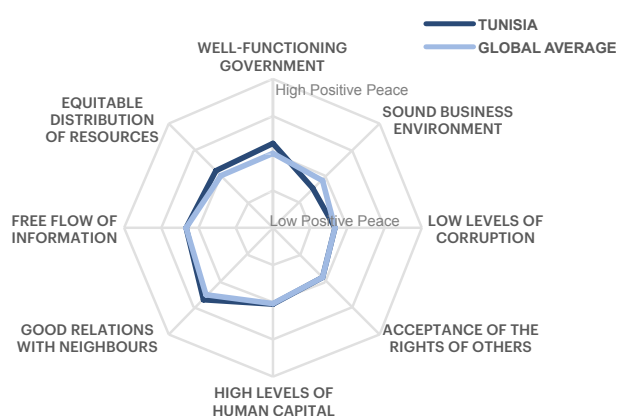 TUNISIA
GLOBAL AVERAGE
WELL-FUNCTIONING
GOVERNMENT
High Positive Peace
EQUITABLE
DISTRIBUTION
OF RESOURCES
SOUND BUSINESS
ENVIRONMENT
FREE FLOW OF
INFORMATION
Low Positive Peace
LOW LEVELS OF
CORRUPTION
GOOD RELATIONS
WITH NEIGHBOURS
ACCEPTANCE OF THE
RIGHTS OF OTHERS
HIGH LEVELS OF
HUMAN CAPITAL